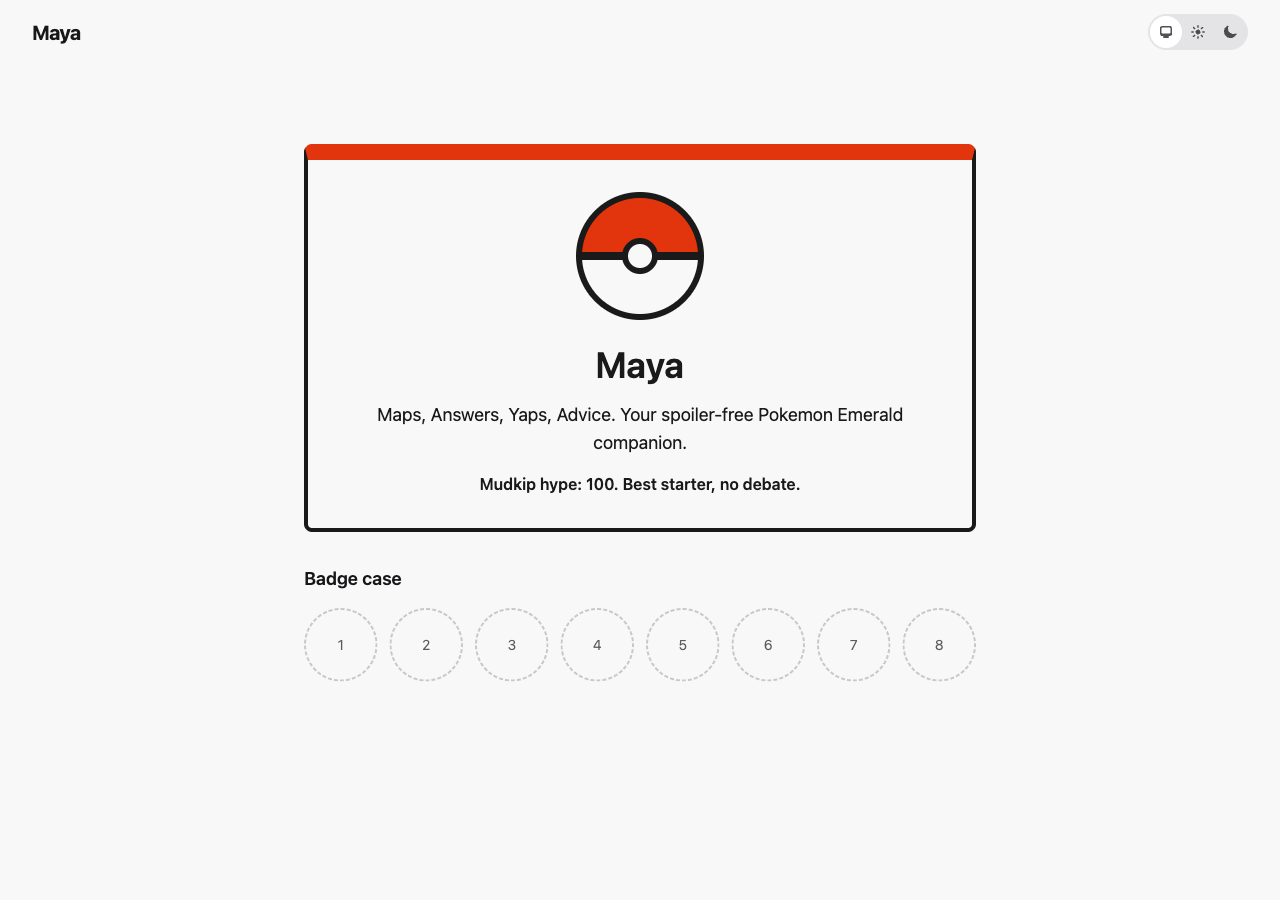 Maya
Maya
Maps, Answers, Yaps, Advice. Your spoiler-free Pokemon Emerald
companion.
Mudkip hype: 100. Best starter, no debate.
Badge case
1 2 3 4 5 6 7 8